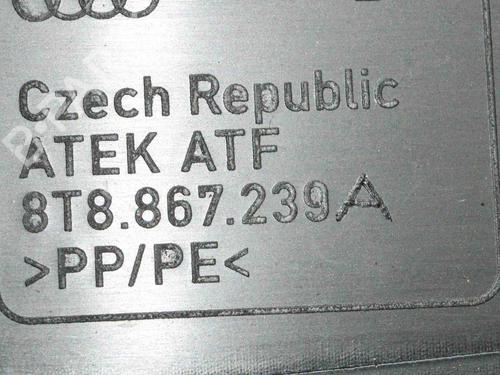 Czech Republic
ATEK ATF
8T8.867.239A
>PP/PE<